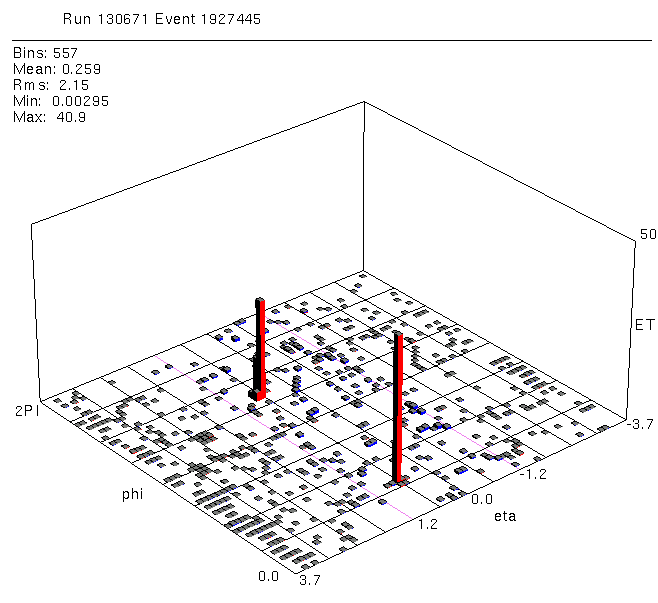 Run 130671 Event 1927445
Bins: 557
Mean: 0.259
Rms: 2.15
Min: 0.00295
Max: 40.9
50
ET
2PI
-3.7
-1.2
phi
0.0
eta
1.2
0.0
3.7